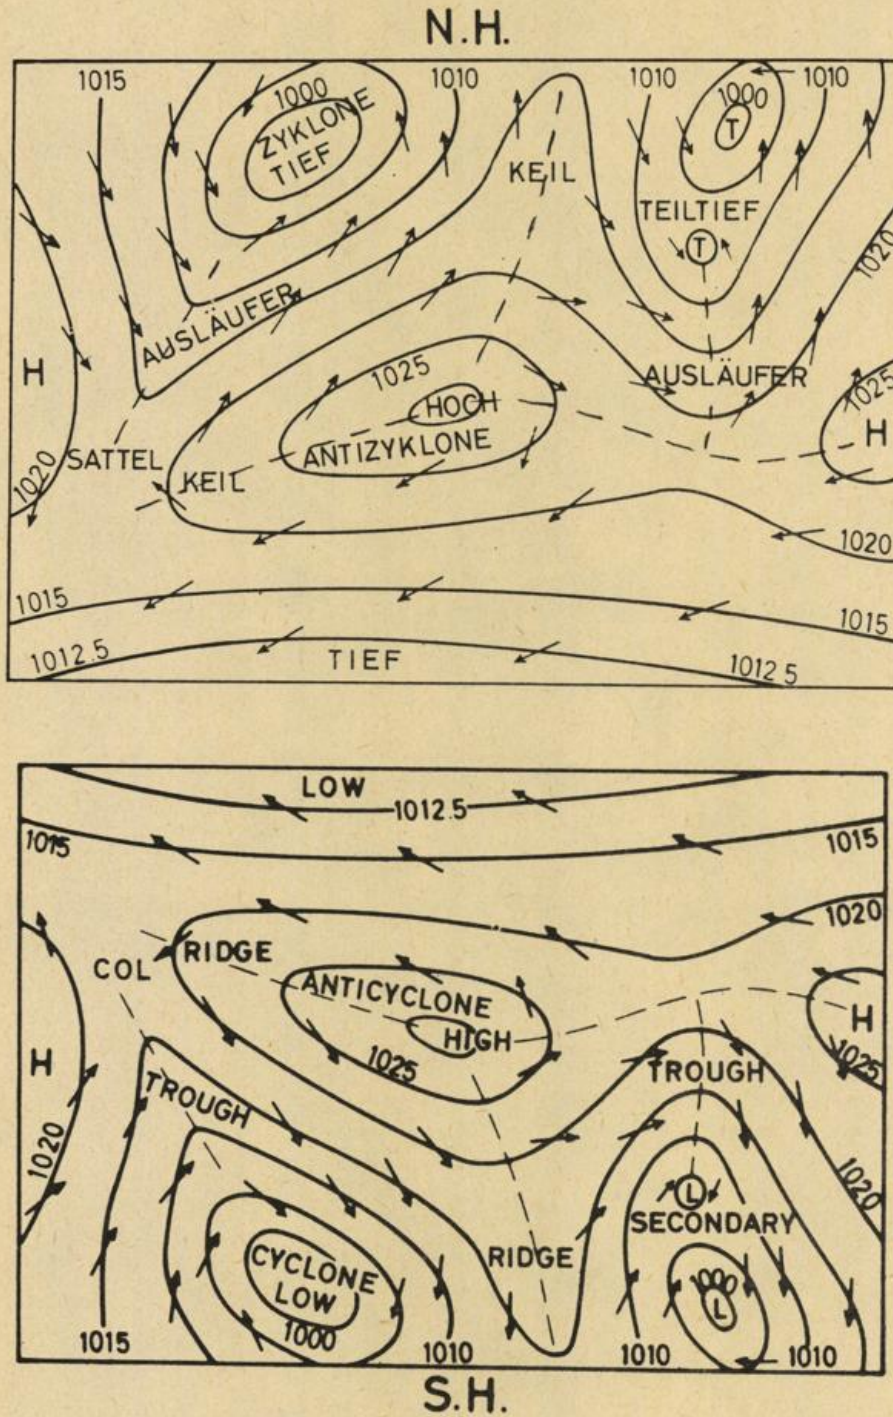 N.H.
1015 1000 1010 1010 1000 1010
ZYKLONE
TIEF
T
KEIL
TEILTIEF
T
1020
AUSLÄUFER
H
1025
AUSLÄUFER
1025
HOCH
H
SATTEL
ANTIZYKLONE
KEIL
1020
1020
1015
1015
1012.5
TIEF
1012.5
LOW
1012.5
1015
1015
1020
RIDGE
COL
ANTICYCLONE
HIGH
H
H
1025
1025
TROUGH
TROUGH
1020
1020
L
SECONDARY
RIDGE
CYCLONE
LOW
1000
1000
L
1015
1010
1010
1010
S.H.